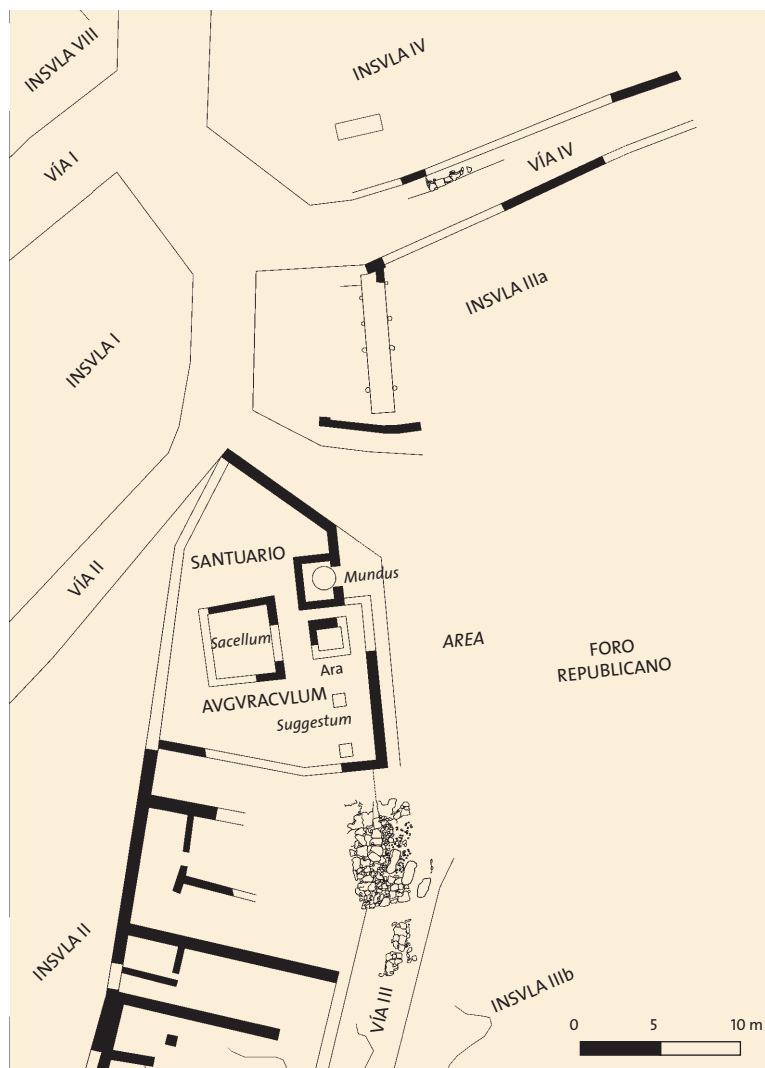 INSVLA VIII
INSVLA IV
VÍA I
VÍA IV
INSVLA IIIa
INSVLA I
SANTUARIO
Mundus
VÍA II
Sacellum
AREA
FORO
REPUBLICANO
Ara
AVGVRACVLUM
Suggestum
INSVLA II
VÍA III
INSVLA IIIb
0 5 10 m